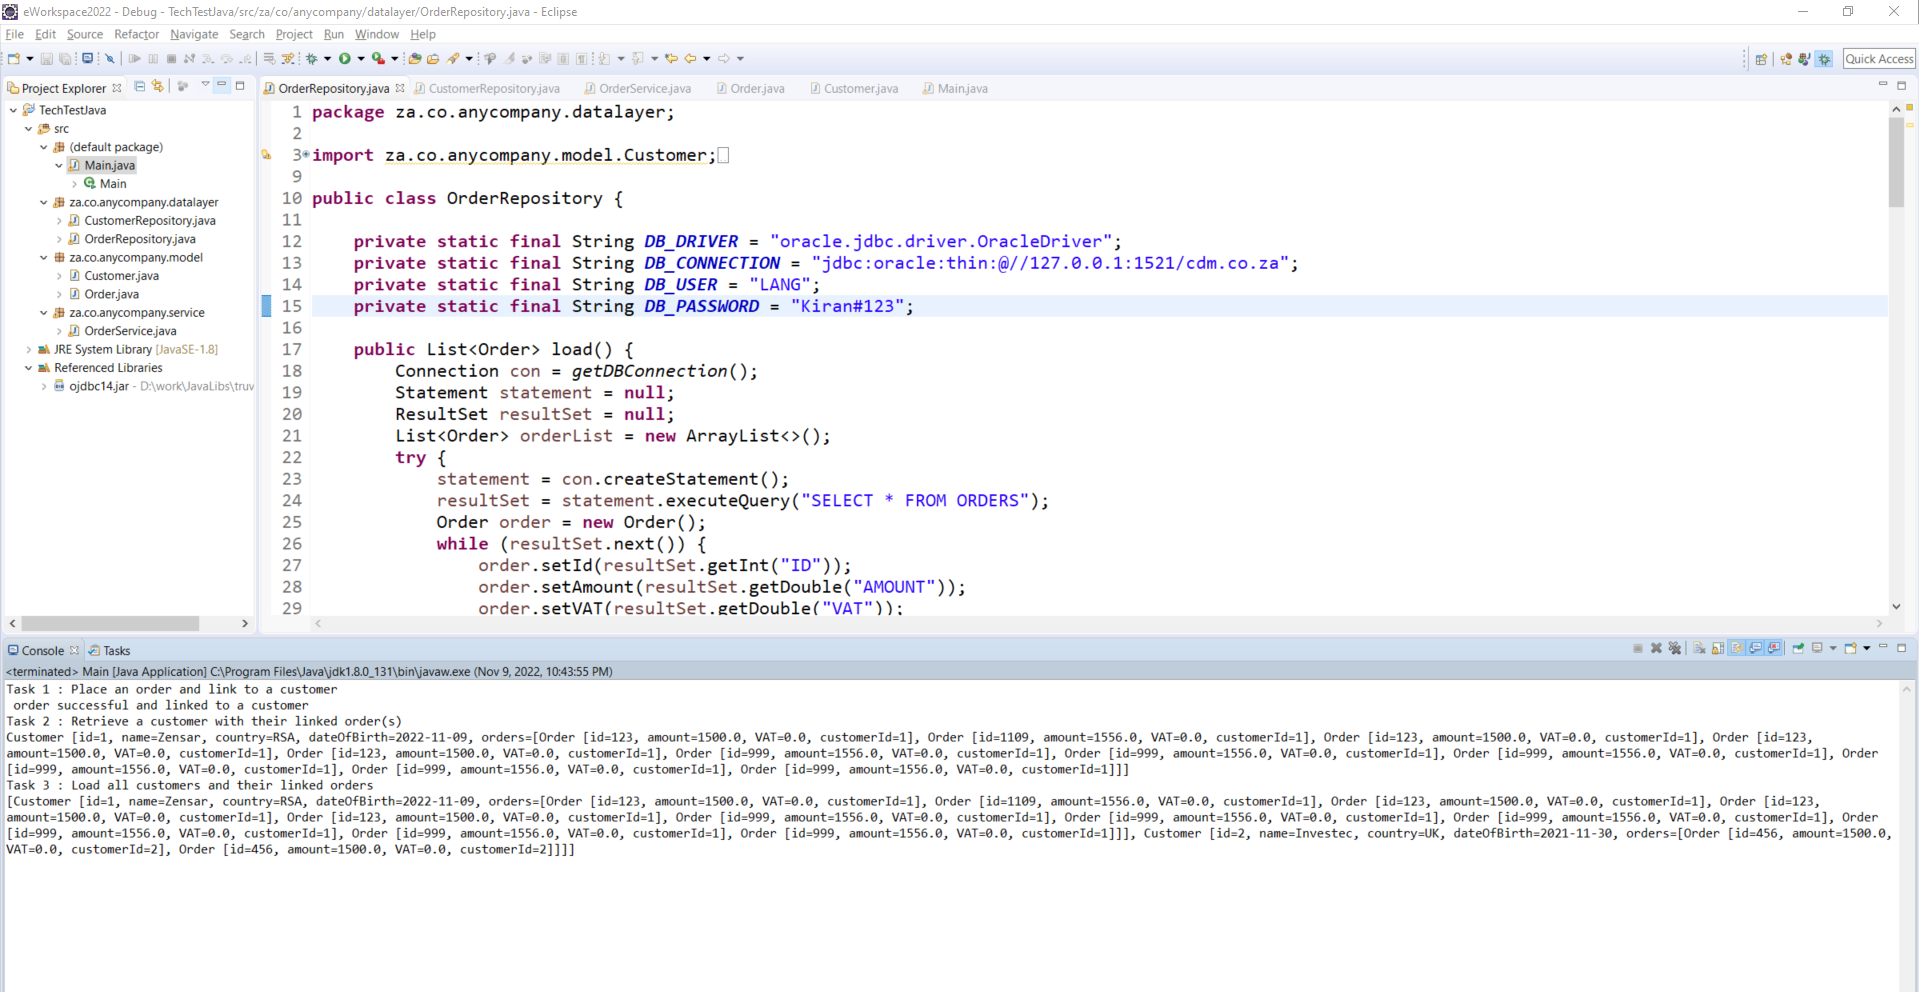 eWorkspace2022 - Debug - TechTestJava/src/za/co/anycompany/datalayer/OrderRepository.java - Eclipse
File Edit Source Refactor Navigate Search Project Run Window Help
Quick Access
Project Explorer
TechTestJava
src
(default package)
Main.java
Main
za.co.anycompany.datalayer
CustomerRepository.java
OrderRepository.java
za.co.anycompany.model
Customer.java
Order.java
za.co.anycompany.service
OrderService.java
JRE System Library [JavaSE-1.8]
Referenced Libraries
ojdbc14.jar - D:\work\JavaLibs\truv
OrderRepository.java CustomerRepository.java OrderService.java Order.java Customer.java Main.java
1 package za.co.anycompany.datalayer;
2
3 import za.co.anycompany.model.Customer;
9
10 public class OrderRepository {
11
12 private static final String DB_DRIVER = "oracle.jdbc.driver.OracleDriver";
13 private static final String DB_CONNECTION = "jdbc:oracle:thin:@//127.0.0.1:1521/cdm.co.za";
14 private static final String DB_USER = "LANG";
15 private static final String DB_PASSWORD = "Kiran#123";
16
17 public List<Order> load() {
18 Connection con = getDBConnection();
19 Statement statement = null;
20 ResultSet resultSet = null;
21 List<Order> orderList = new ArrayList<>();
22 try {
23 statement = con.createStatement();
24 resultSet = statement.executeQuery("SELECT * FROM ORDERS");
25 Order order = new Order();
26 while (resultSet.next()) {
27 order.setId(resultSet.getInt("ID"));
28 order.setAmount(resultSet.getDouble("AMOUNT"));
29 order.setVAT(resultSet.getDouble("VAT"));
Console Tasks
<terminated> Main [Java Application] C:\Program Files\Java\jdk1.8.0_131\bin\javaw.exe (Nov 9, 2022, 10:43:55 PM)
Task 1 : Place an order and link to a customer
order successful and linked to a customer
Task 2 : Retrieve a customer with their linked order(s)
Customer [id=1, name=Zensar, country=RSA, dateOfBirth=2022-11-09, orders=[Order [id=123, amount=1500.0, VAT=0.0, customerId=1], Order [id=1109, amount=1556.0, VAT=0.0, customerId=1], Order [id=123, amount=1500.0, VAT=0.0, customerId=1], Order [id=123,
amount=1500.0, VAT=0.0, customerId=1], Order [id=123, amount=1500.0, VAT=0.0, customerId=1], Order [id=999, amount=1556.0, VAT=0.0, customerId=1], Order [id=999, amount=1556.0, VAT=0.0, customerId=1], Order [id=999, amount=1556.0, VAT=0.0, customerId=1], Order
[id=999, amount=1556.0, VAT=0.0, customerId=1], Order [id=999, amount=1556.0, VAT=0.0, customerId=1], Order [id=999, amount=1556.0, VAT=0.0, customerId=1]]]
Task 3 : Load all customers and their linked orders
[Customer [id=1, name=Zensar, country=RSA, dateOfBirth=2022-11-09, orders=[Order [id=123, amount=1500.0, VAT=0.0, customerId=1], Order [id=1109, amount=1556.0, VAT=0.0, customerId=1], Order [id=123, amount=1500.0, VAT=0.0, customerId=1], Order [id=123,
amount=1500.0, VAT=0.0, customerId=1], Order [id=123, amount=1500.0, VAT=0.0, customerId=1], Order [id=999, amount=1556.0, VAT=0.0, customerId=1], Order [id=999, amount=1556.0, VAT=0.0, customerId=1], Order [id=999, amount=1556.0, VAT=0.0, customerId=1], Order
[id=999, amount=1556.0, VAT=0.0, customerId=1], Order [id=999, amount=1556.0, VAT=0.0, customerId=1], Order [id=999, amount=1556.0, VAT=0.0, customerId=1]]], Customer [id=2, name=Investec, country=UK, dateOfBirth=2021-11-30, orders=[Order [id=456, amount=1500.0,
VAT=0.0, customerId=2], Order [id=456, amount=1500.0, VAT=0.0, customerId=2]]]]